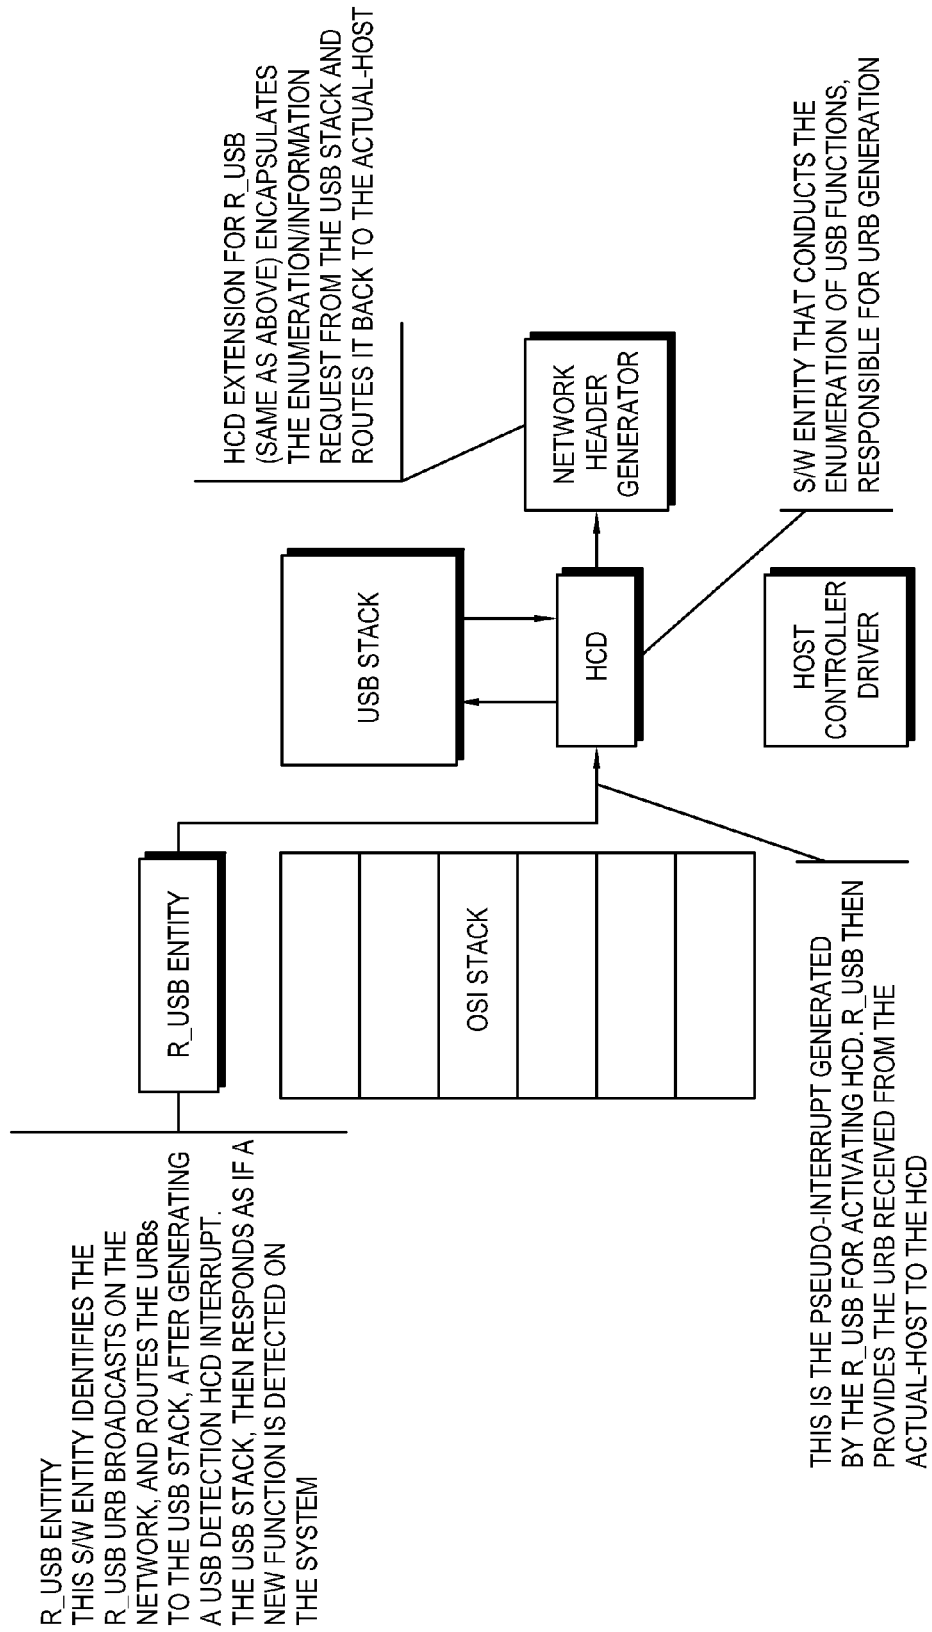 R_USB ENTITY
THIS S/W ENTITY IDENTIFIES THE
R_USB URB BROADCASTS ON THE
NETWORK, AND ROUTES THE URBs
TO THE USB STACK, AFTER GENERATING
A USB DETECTION HCD INTERRUPT.
THE USB STACK, THEN RESPONDS AS IF A
NEW FUNCTION IS DETECTED ON
THE SYSTEM
R_USB ENTITY
OSI STACK
USB STACK
HCD
HCD EXTENSION FOR R_USB
(SAME AS ABOVE) ENCAPSULATES
THE ENUMERATION/INFORMATION
REQUEST FROM THE USB STACK AND
ROUTES IT BACK TO THE ACTUAL-HOST
NETWORK
HEADER
GENERATOR
THIS IS THE PSEUDO-INTERRUPT GENERATED
BY THE R_USB FOR ACTIVATING HCD. R_USB THEN
PROVIDES THE URB RECEIVED FROM THE
ACTUAL-HOST TO THE HCD
HOST
CONTROLLER
DRIVER
S/W ENTITY THAT CONDUCTS THE
ENUMERATION OF USB FUNCTIONS,
RESPONSIBLE FOR URB GENERATION